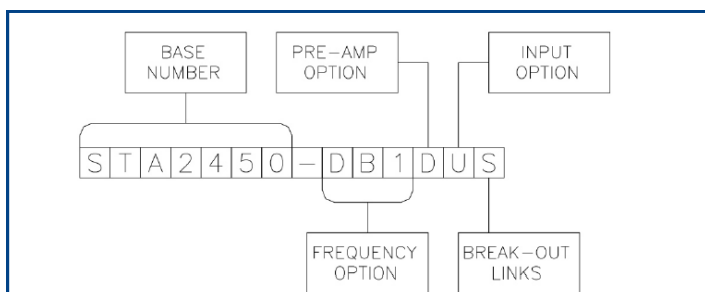 BASE
NUMBER
PRE-AMP
OPTION
INPUT
OPTION
STA2450-DB1DUS
FREQUENCY
OPTION
BREAK-OUT
LINKS